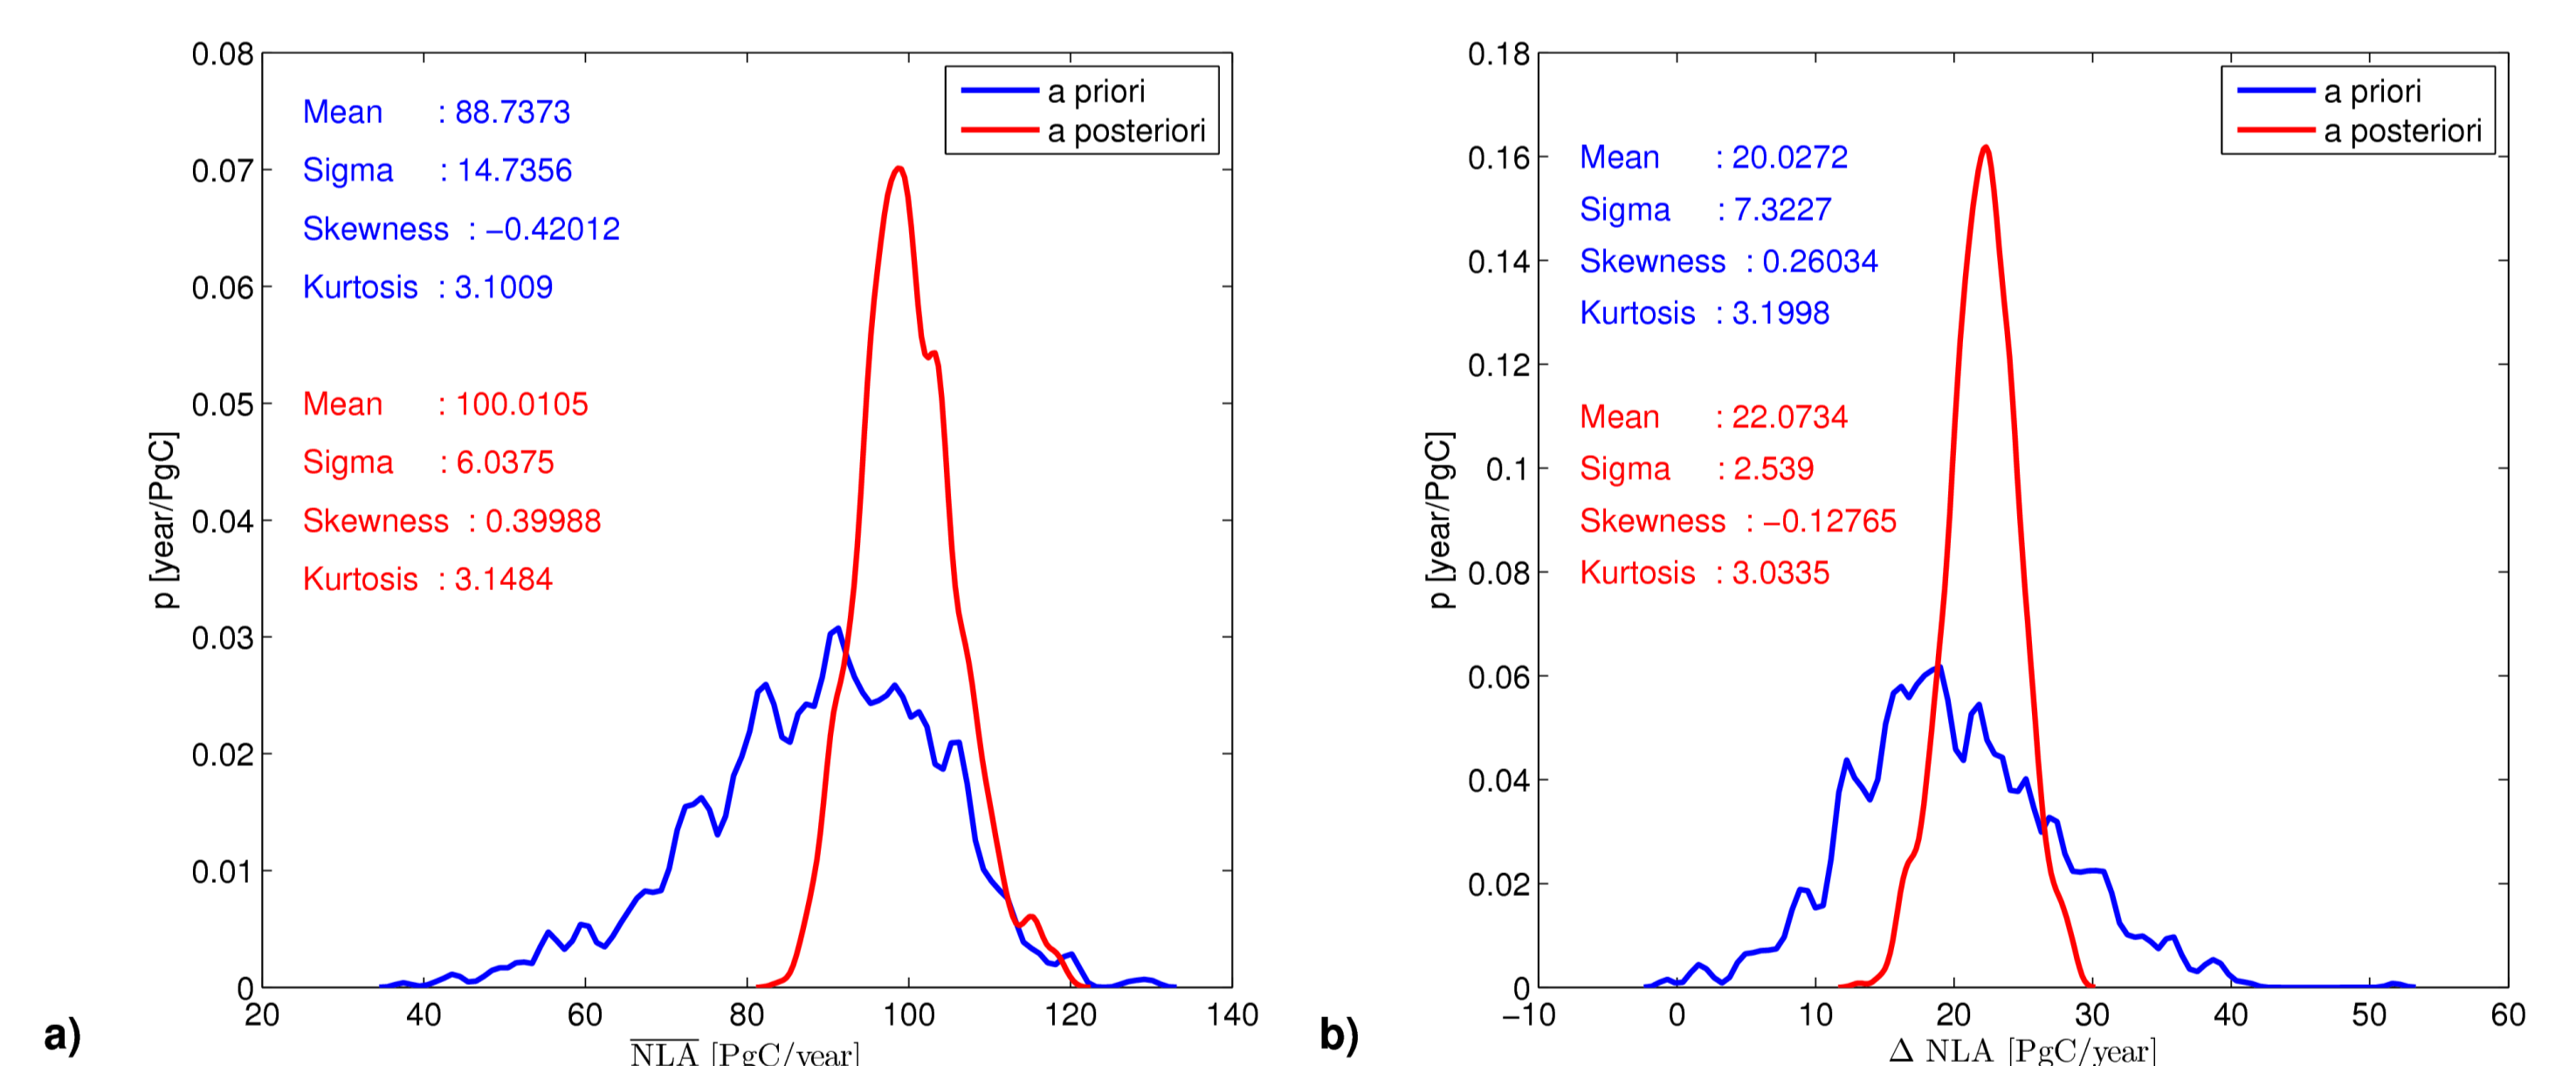 0.08
0.07
0.06
0.05
0.04
0.03
0.02
0.01
0
p [year/PgC]
Mean : 88.7373
Sigma : 14.7356
Skewness : −0.42012
Kurtosis : 3.1009
Mean : 100.0105
Sigma : 6.0375
Skewness : 0.39988
Kurtosis : 3.1484
a priori
a posteriori
20 40 60 80 100 120 140
NLA [PgC/year]
a)
0.18
0.16
0.14
0.12
0.1
0.08
0.06
0.04
0.02
0
p [year/PgC]
Mean : 20.0272
Sigma : 7.3227
Skewness : 0.26034
Kurtosis : 3.1998
Mean : 22.0734
Sigma : 2.539
Skewness : −0.12765
Kurtosis : 3.0335
a priori
a posteriori
−10 0 10 20 30 40 50 60
Δ NLA [PgC/year]
b)